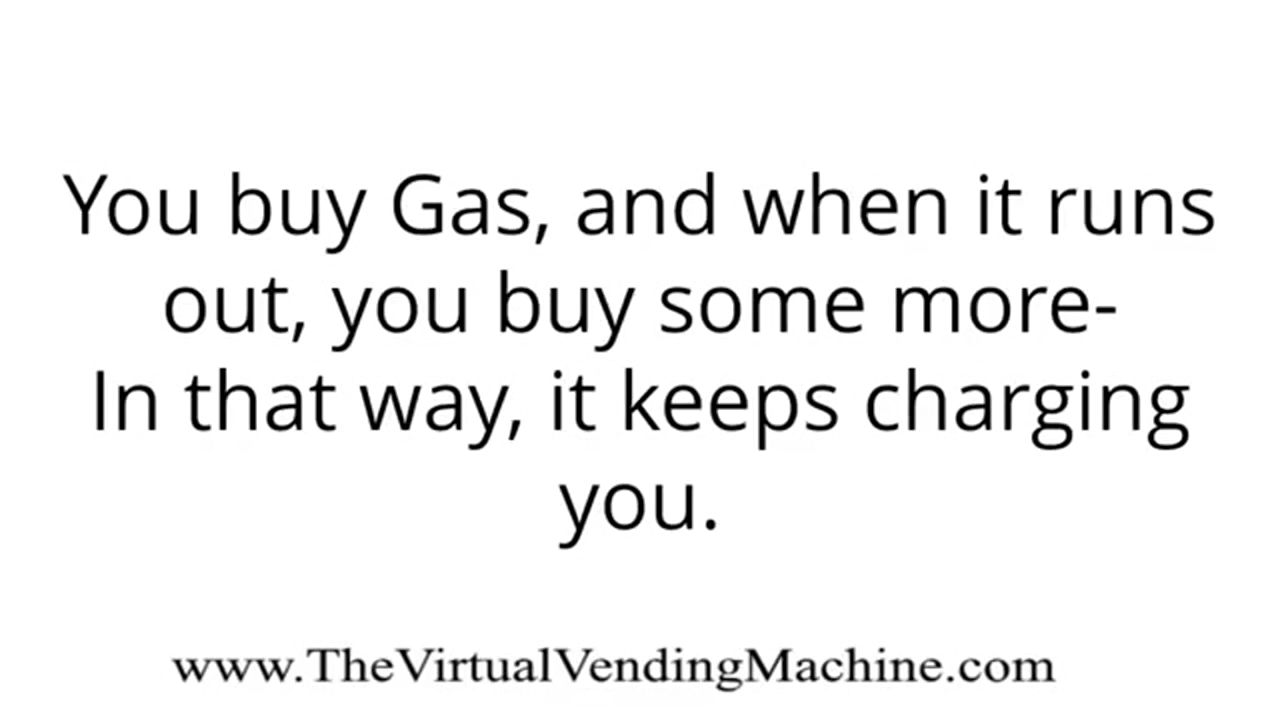 You buy Gas, and when it runs
out, you buy some more-
In that way, it keeps charging
you.
www.TheVirtualVendingMachine.com